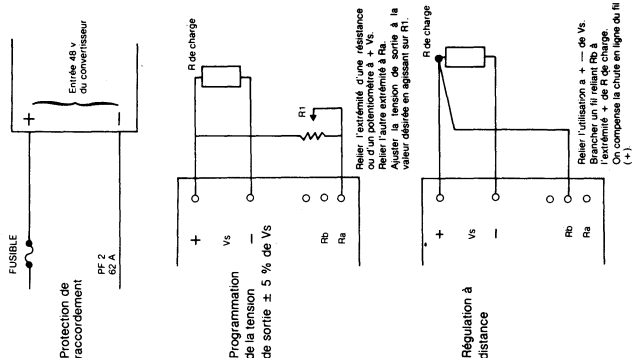 Protection de
raccordement
FUSIBLE
PF 2
62 A
+
−
Entrée 48 v
du convertisseur
Programmation
de la tension
de sortie ± 5 % de Vs
+
Vs
−
Rb
Ra
R de charge
R1
Relier l'extrémité d'une résistance
ou d'un potentiomètre à + Vs.
Relier l'autre extrémité à Ra.
Ajuster la tension de sortie à la
valeur désirée en agissant sur R1.
Régulation à
distance
+
Vs
−
Rb
Ra
R de charge
Relier l'utilisation a + — de Vs.
Brancher un fil reliant Rb à
l'extrémité + de R de charge.
On compense la chute en ligne du fil
(+).